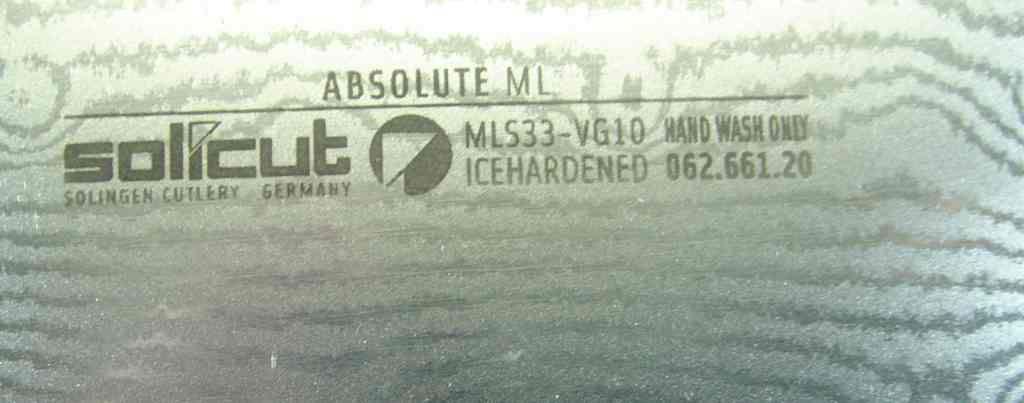 ABSOLUTE ML
solicut MLS33-VG10 HAND WASH ONLY
SOLINGEN CUTLERY GERMANY ICEHARDENED 062.661.20